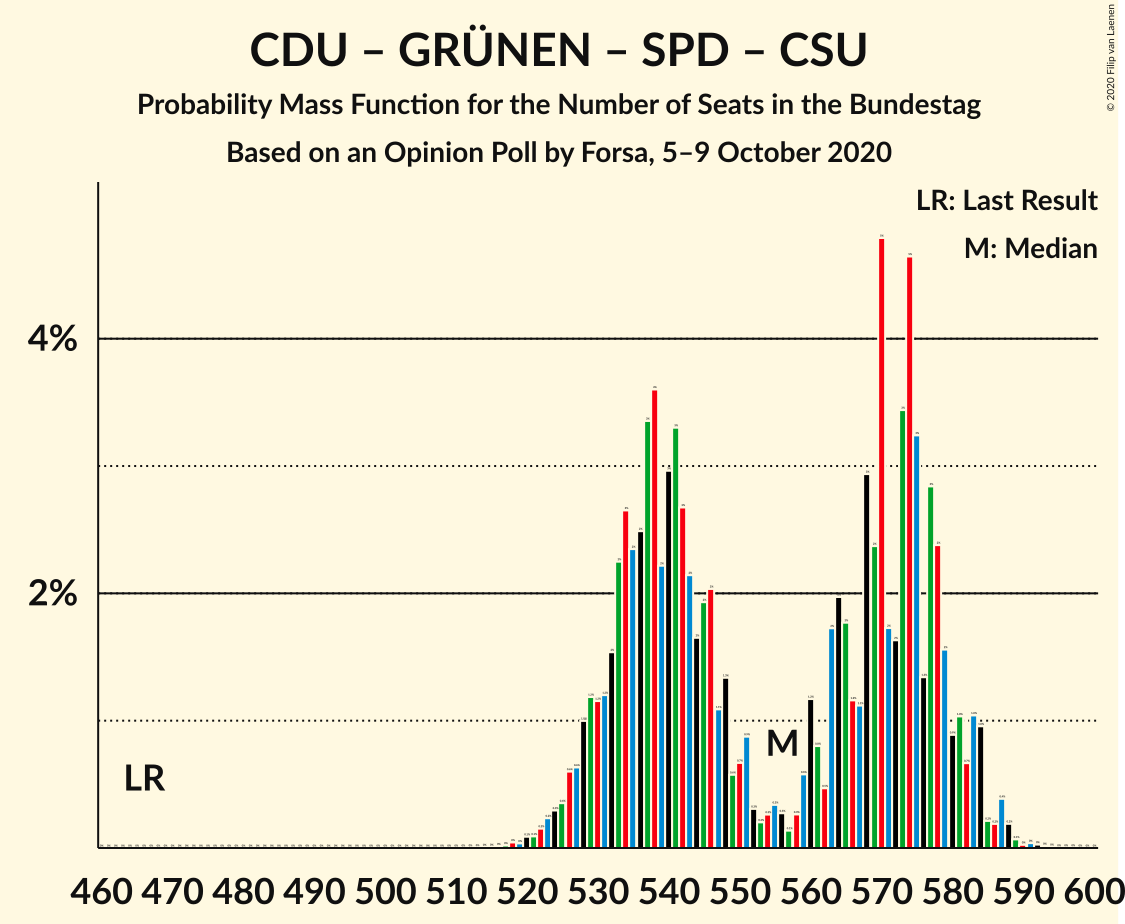 CDU – GRÜNEN – SPD – CSU
Probability Mass Function for the Number of Seats in the Bundestag
Based on an Opinion Poll by Forsa, 5–9 October 2020
© 2020 Filip van Laenen
LR: Last Result
M: Median
4%
2%
M
LR
460 470 480 490 500 510 520 530 540 550 560 570 580 590 600